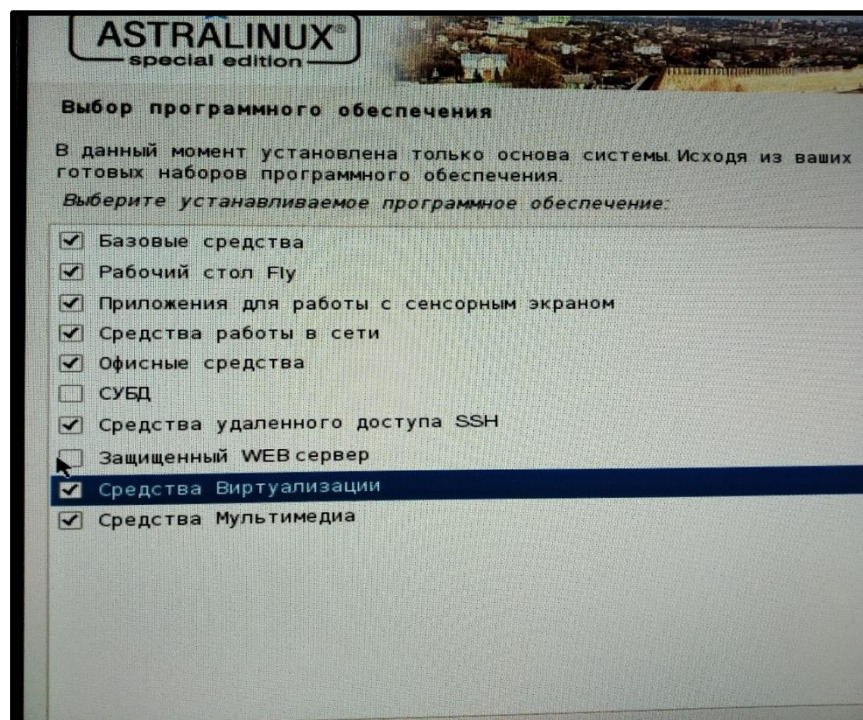 ASTRALINUX®
special edition
Выбор программного обеспечения
В данный момент установлена только основа системы. Исходя из ваших
готовых наборов программного обеспечения.
Выберите устанавливаемое программное обеспечение:
Базовые средства
Рабочий стол Fly
Приложения для работы с сенсорным экраном
Средства работы в сети
Офисные средства
СУБД
Средства удаленного доступа SSH
Защищенный WEB сервер
Средства Виртуализации
Средства Мультимедиа